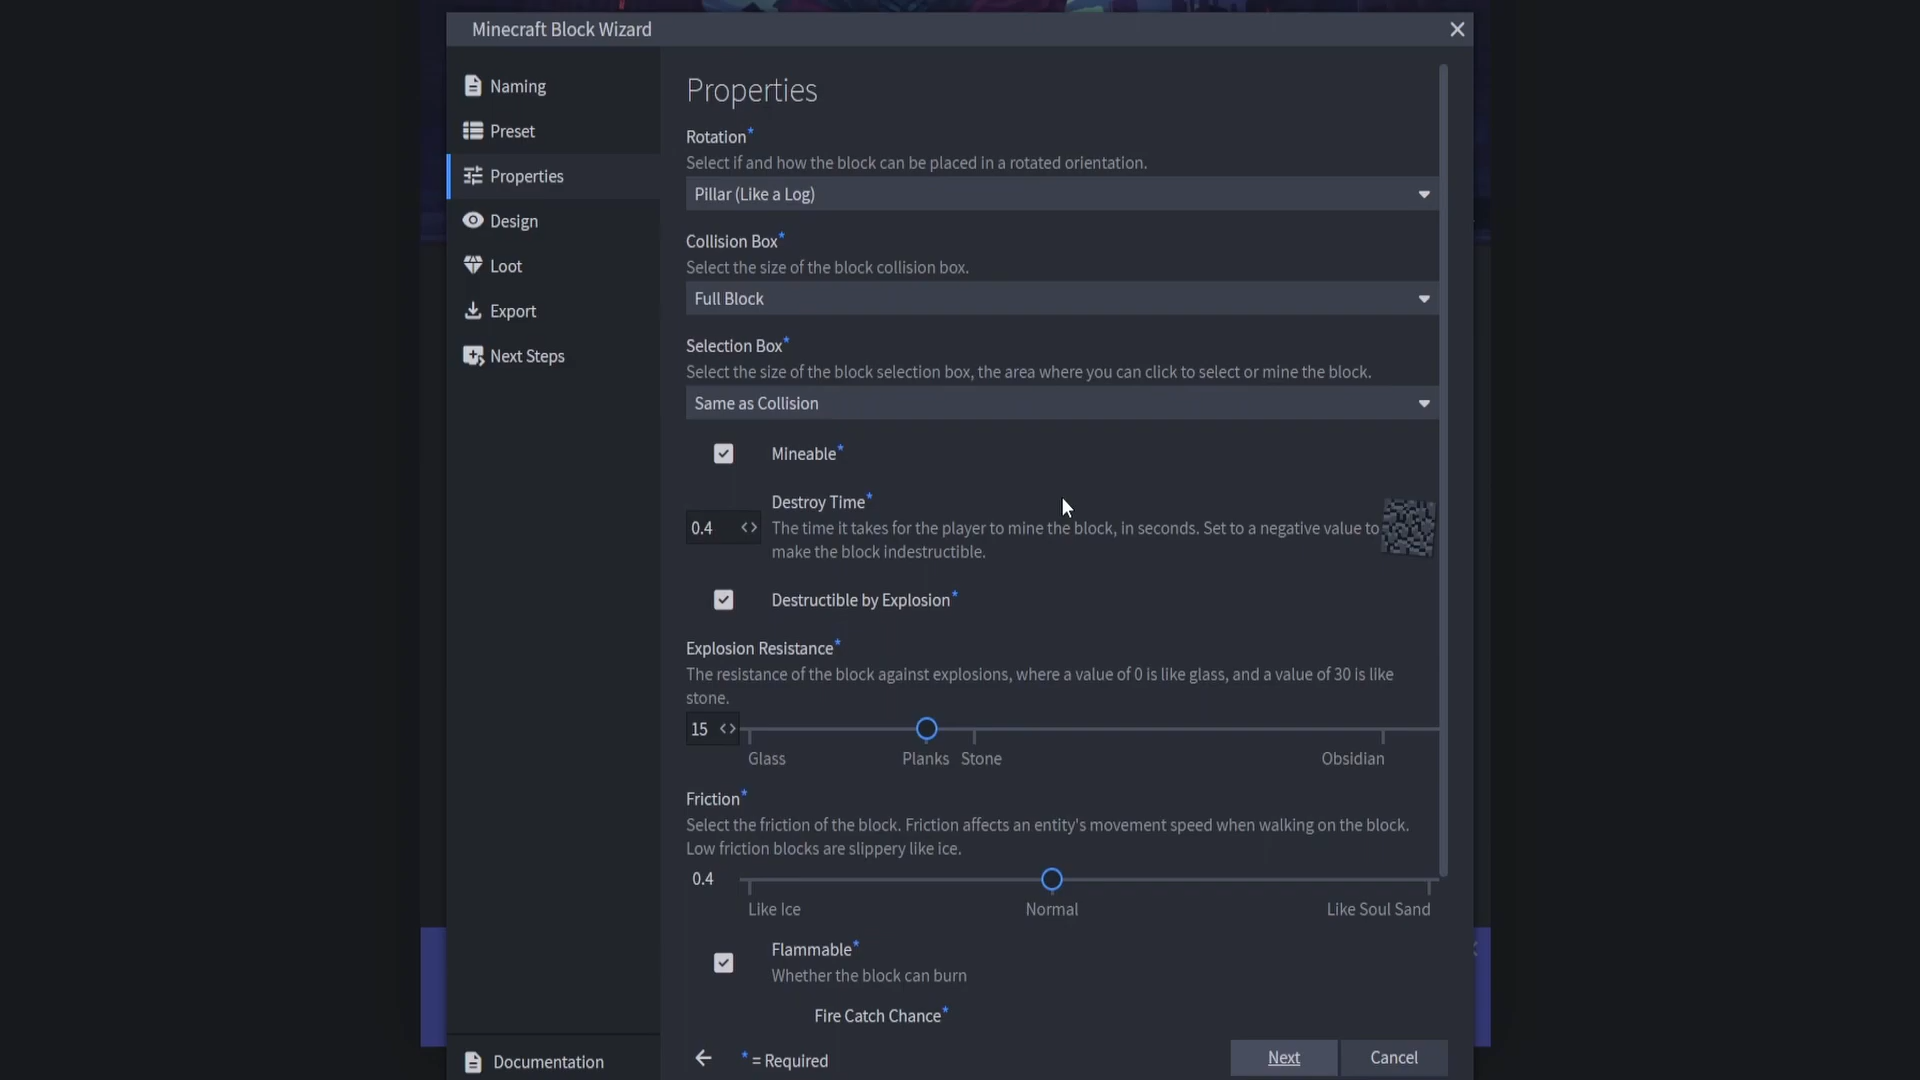 Minecraft Block Wizard
Naming
Preset
Properties
Design
Loot
Export
Next Steps
Documentation
Properties
Rotation*
Select if and how the block can be placed in a rotated orientation.
Pillar (Like a Log)
Collision Box*
Select the size of the block collision box.
Full Block
Selection Box*
Select the size of the block selection box, the area where you can click to select or mine the block.
Same as Collision
Mineable*
Destroy Time*
0.4
The time it takes for the player to mine the block, in seconds. Set to a negative value to
make the block indestructible.
Destructible by Explosion*
Explosion Resistance*
The resistance of the block against explosions, where a value of 0 is like glass, and a value of 30 is like
stone.
15
Glass Planks Stone Obsidian
Friction*
Select the friction of the block. Friction affects an entity's movement speed when walking on the block.
Low friction blocks are slippery like ice.
0.4
Like Ice Normal Like Soul Sand
Flammable*
Whether the block can burn
Fire Catch Chance*
* = Required
Next Cancel